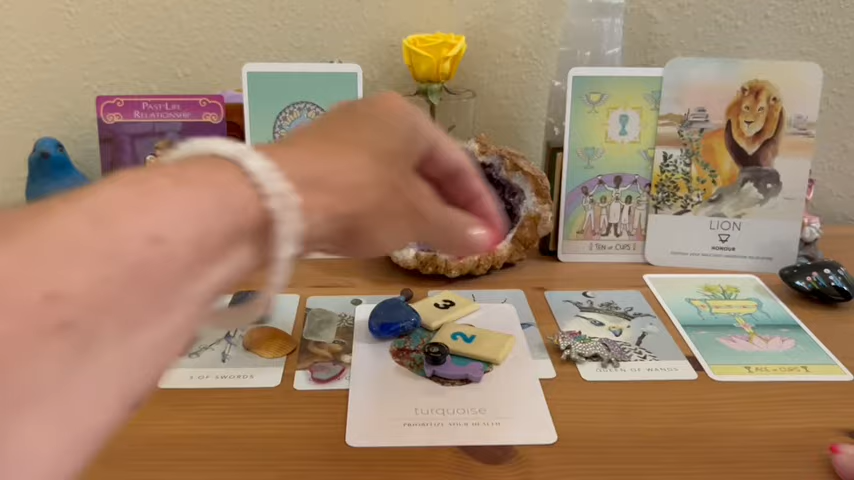 PAST-LIFE
RELATIONSHIP
TEN OF CUPS
LION
HONOUR
3
2
5 OF SWORDS
QUEEN OF WANDS
ACE OF CUPS
turquoise
PRIORITIZE YOUR HEALTH